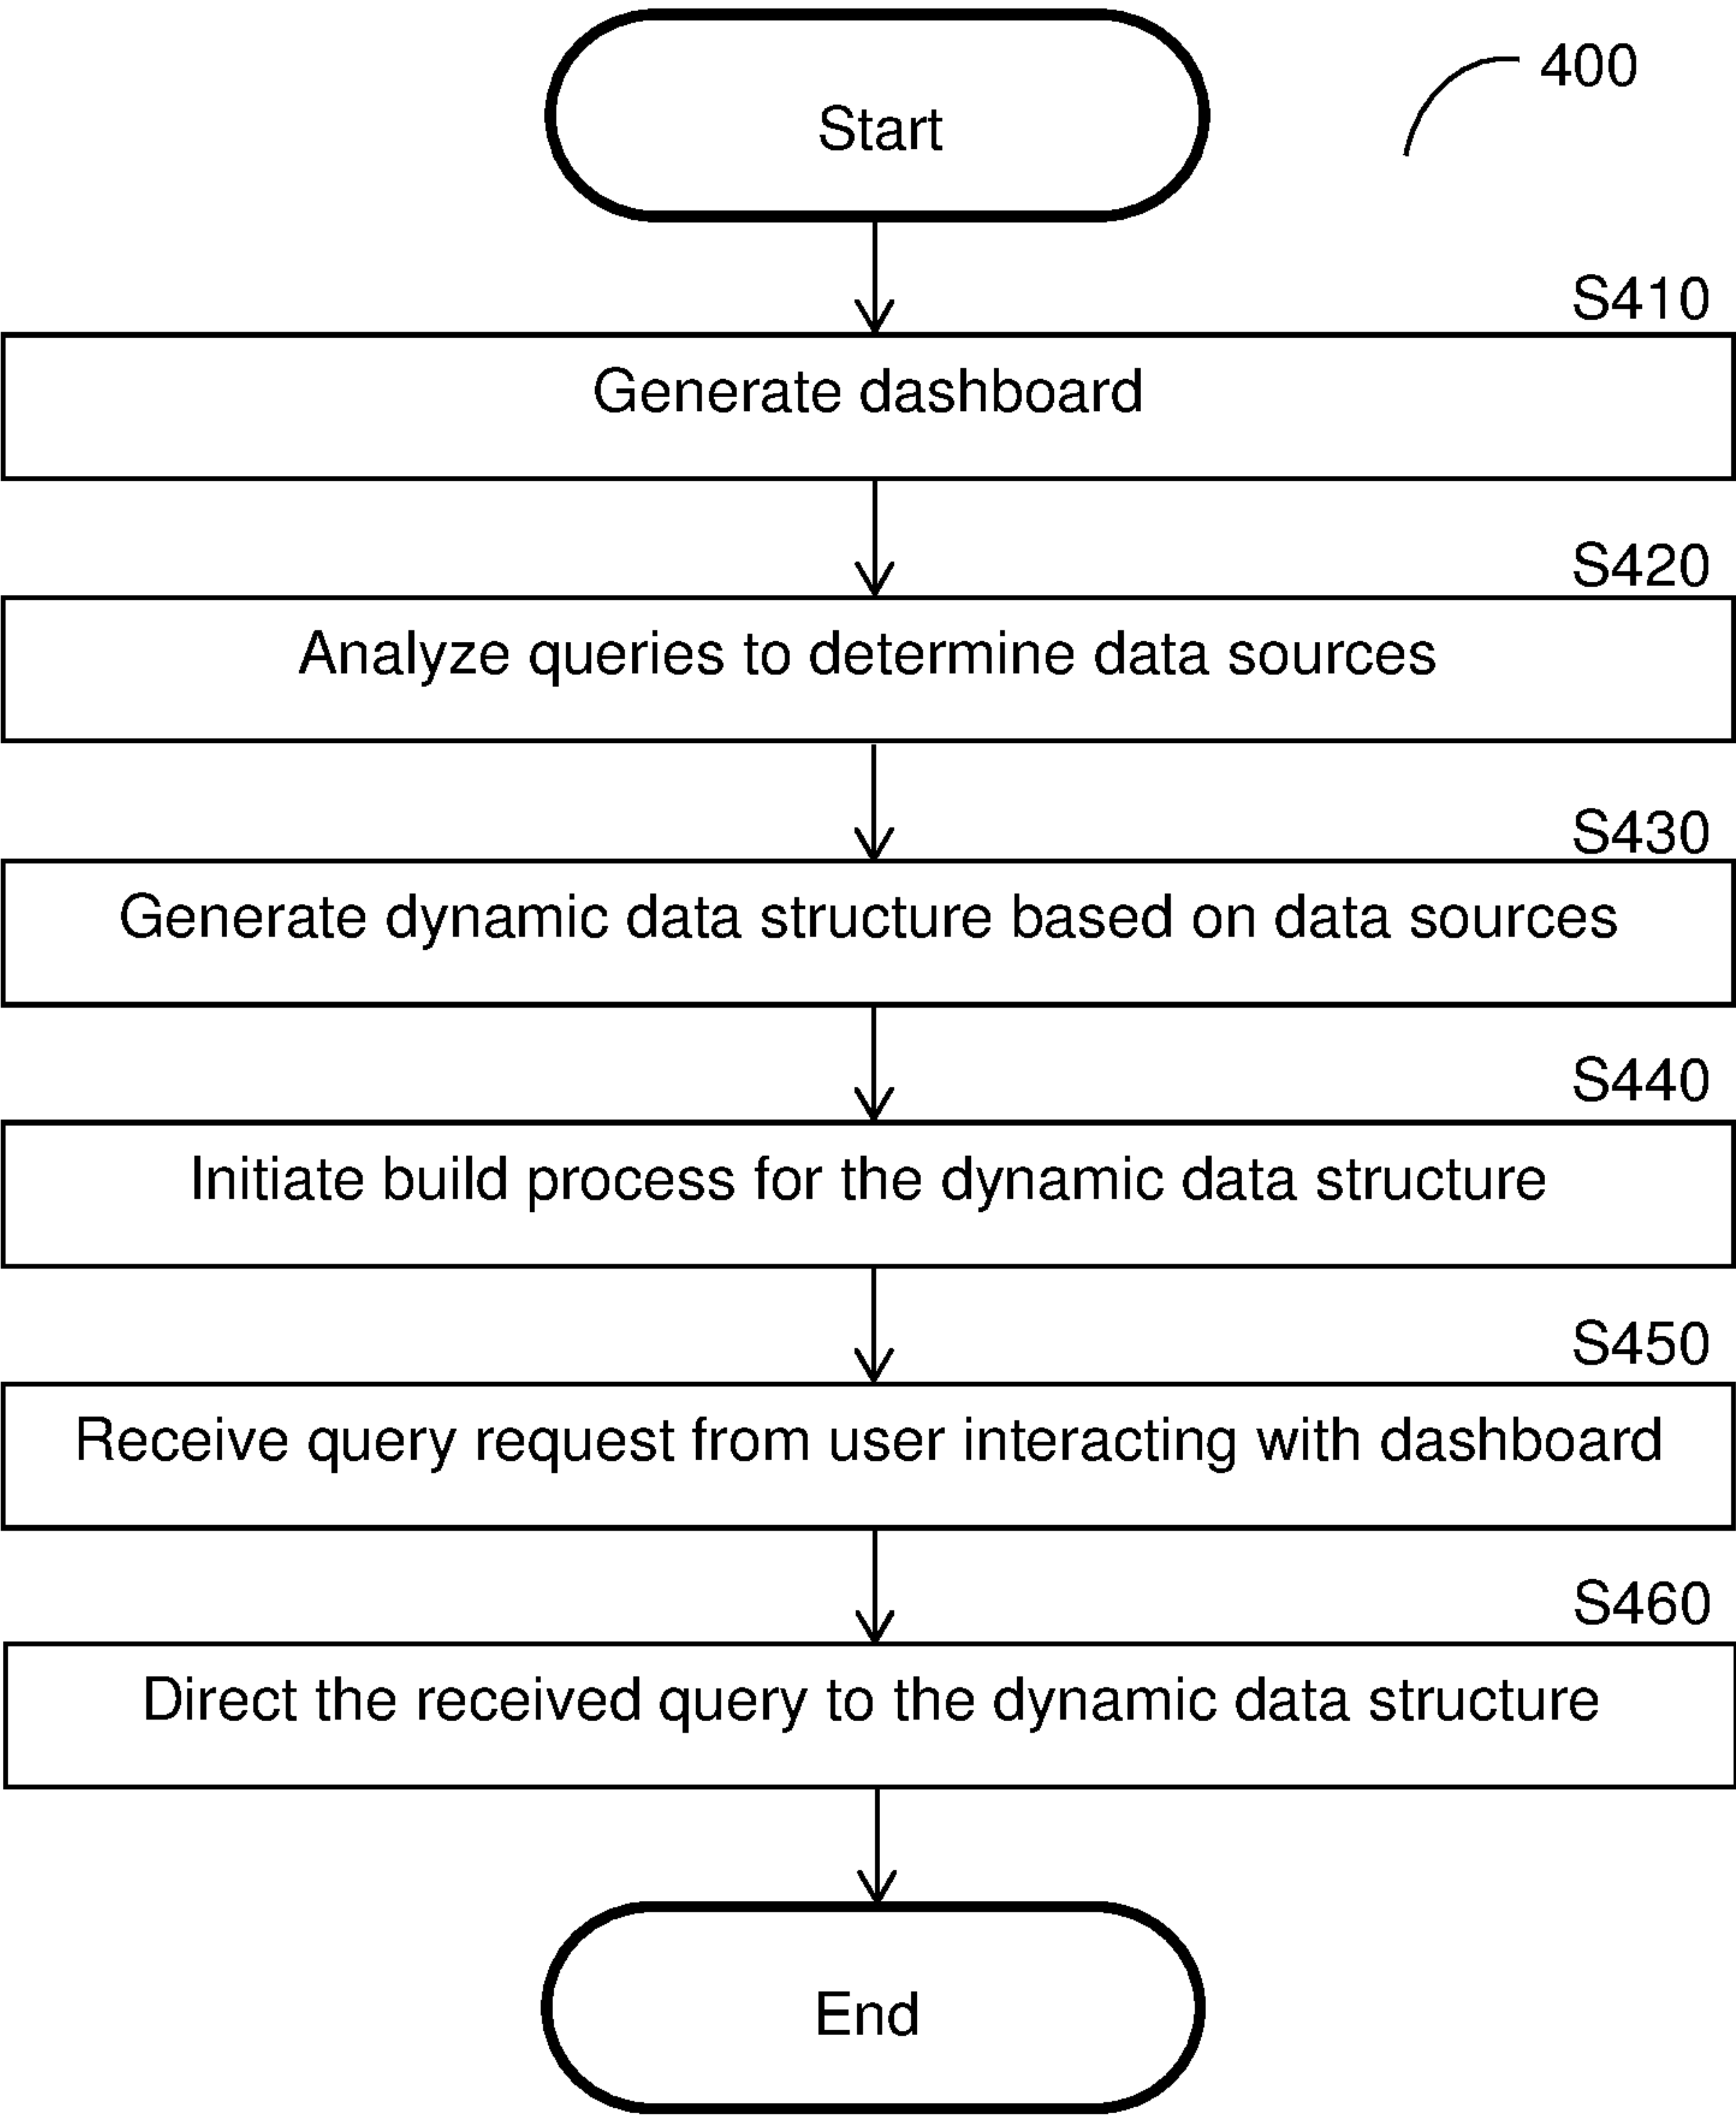 Start
400
S410
Generate dashboard
S420
Analyze queries to determine data sources
S430
Generate dynamic data structure based on data sources
S440
Initiate build process for the dynamic data structure
S450
Receive query request from user interacting with dashboard
S460
Direct the received query to the dynamic data structure
End